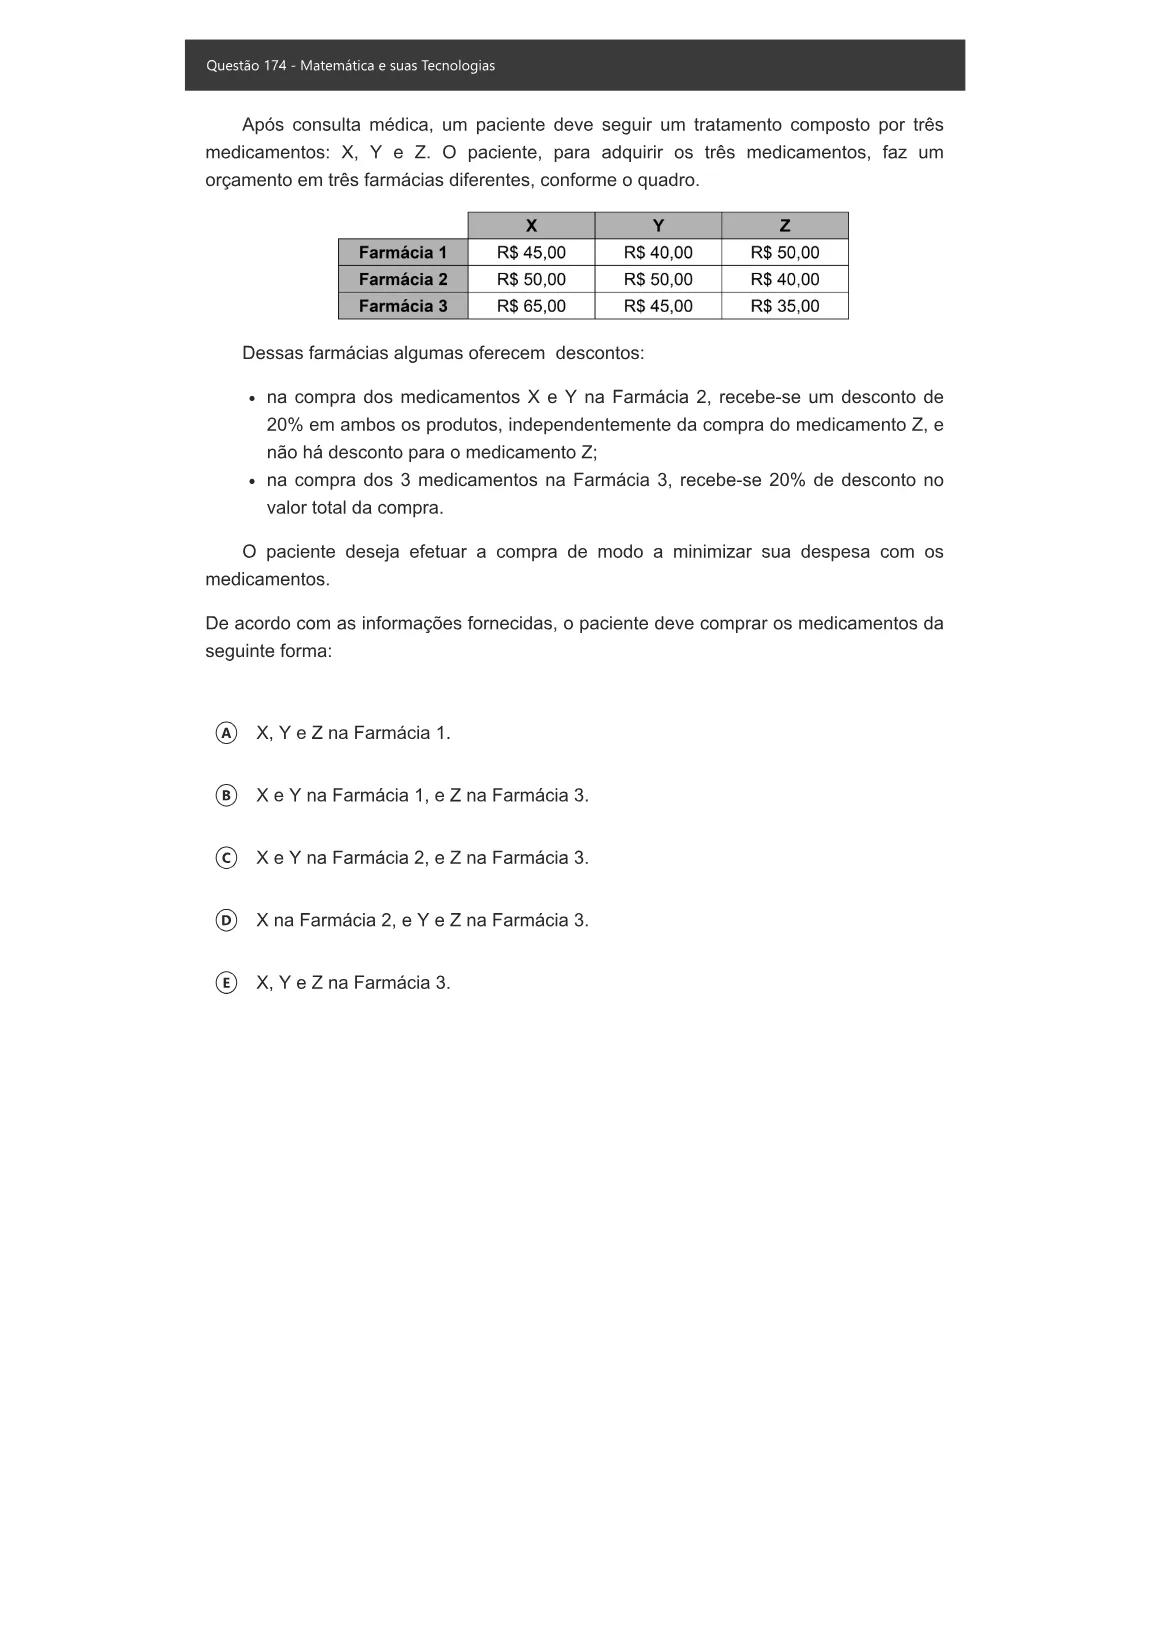 Questão 174 - Matemática e suas Tecnologias
Após consulta médica, um paciente deve seguir um tratamento composto por três
medicamentos: X, Y e Z. O paciente, para adquirir os três medicamentos, faz um
orçamento em três farmácias diferentes, conforme o quadro.
X Y Z
Farmácia 1 R$ 45,00 R$ 40,00 R$ 50,00
Farmácia 2 R$ 50,00 R$ 50,00 R$ 40,00
Farmácia 3 R$ 65,00 R$ 45,00 R$ 35,00
Dessas farmácias algumas oferecem descontos:
• na compra dos medicamentos X e Y na Farmácia 2, recebe-se um desconto de
20% em ambos os produtos, independentemente da compra do medicamento Z, e
não há desconto para o medicamento Z;
• na compra dos 3 medicamentos na Farmácia 3, recebe-se 20% de desconto no
valor total da compra.
O paciente deseja efetuar a compra de modo a minimizar sua despesa com os
medicamentos.
De acordo com as informações fornecidas, o paciente deve comprar os medicamentos da
seguinte forma:
A X, Y e Z na Farmácia 1.
B X e Y na Farmácia 1, e Z na Farmácia 3.
C X e Y na Farmácia 2, e Z na Farmácia 3.
D X na Farmácia 2, e Y e Z na Farmácia 3.
E X, Y e Z na Farmácia 3.